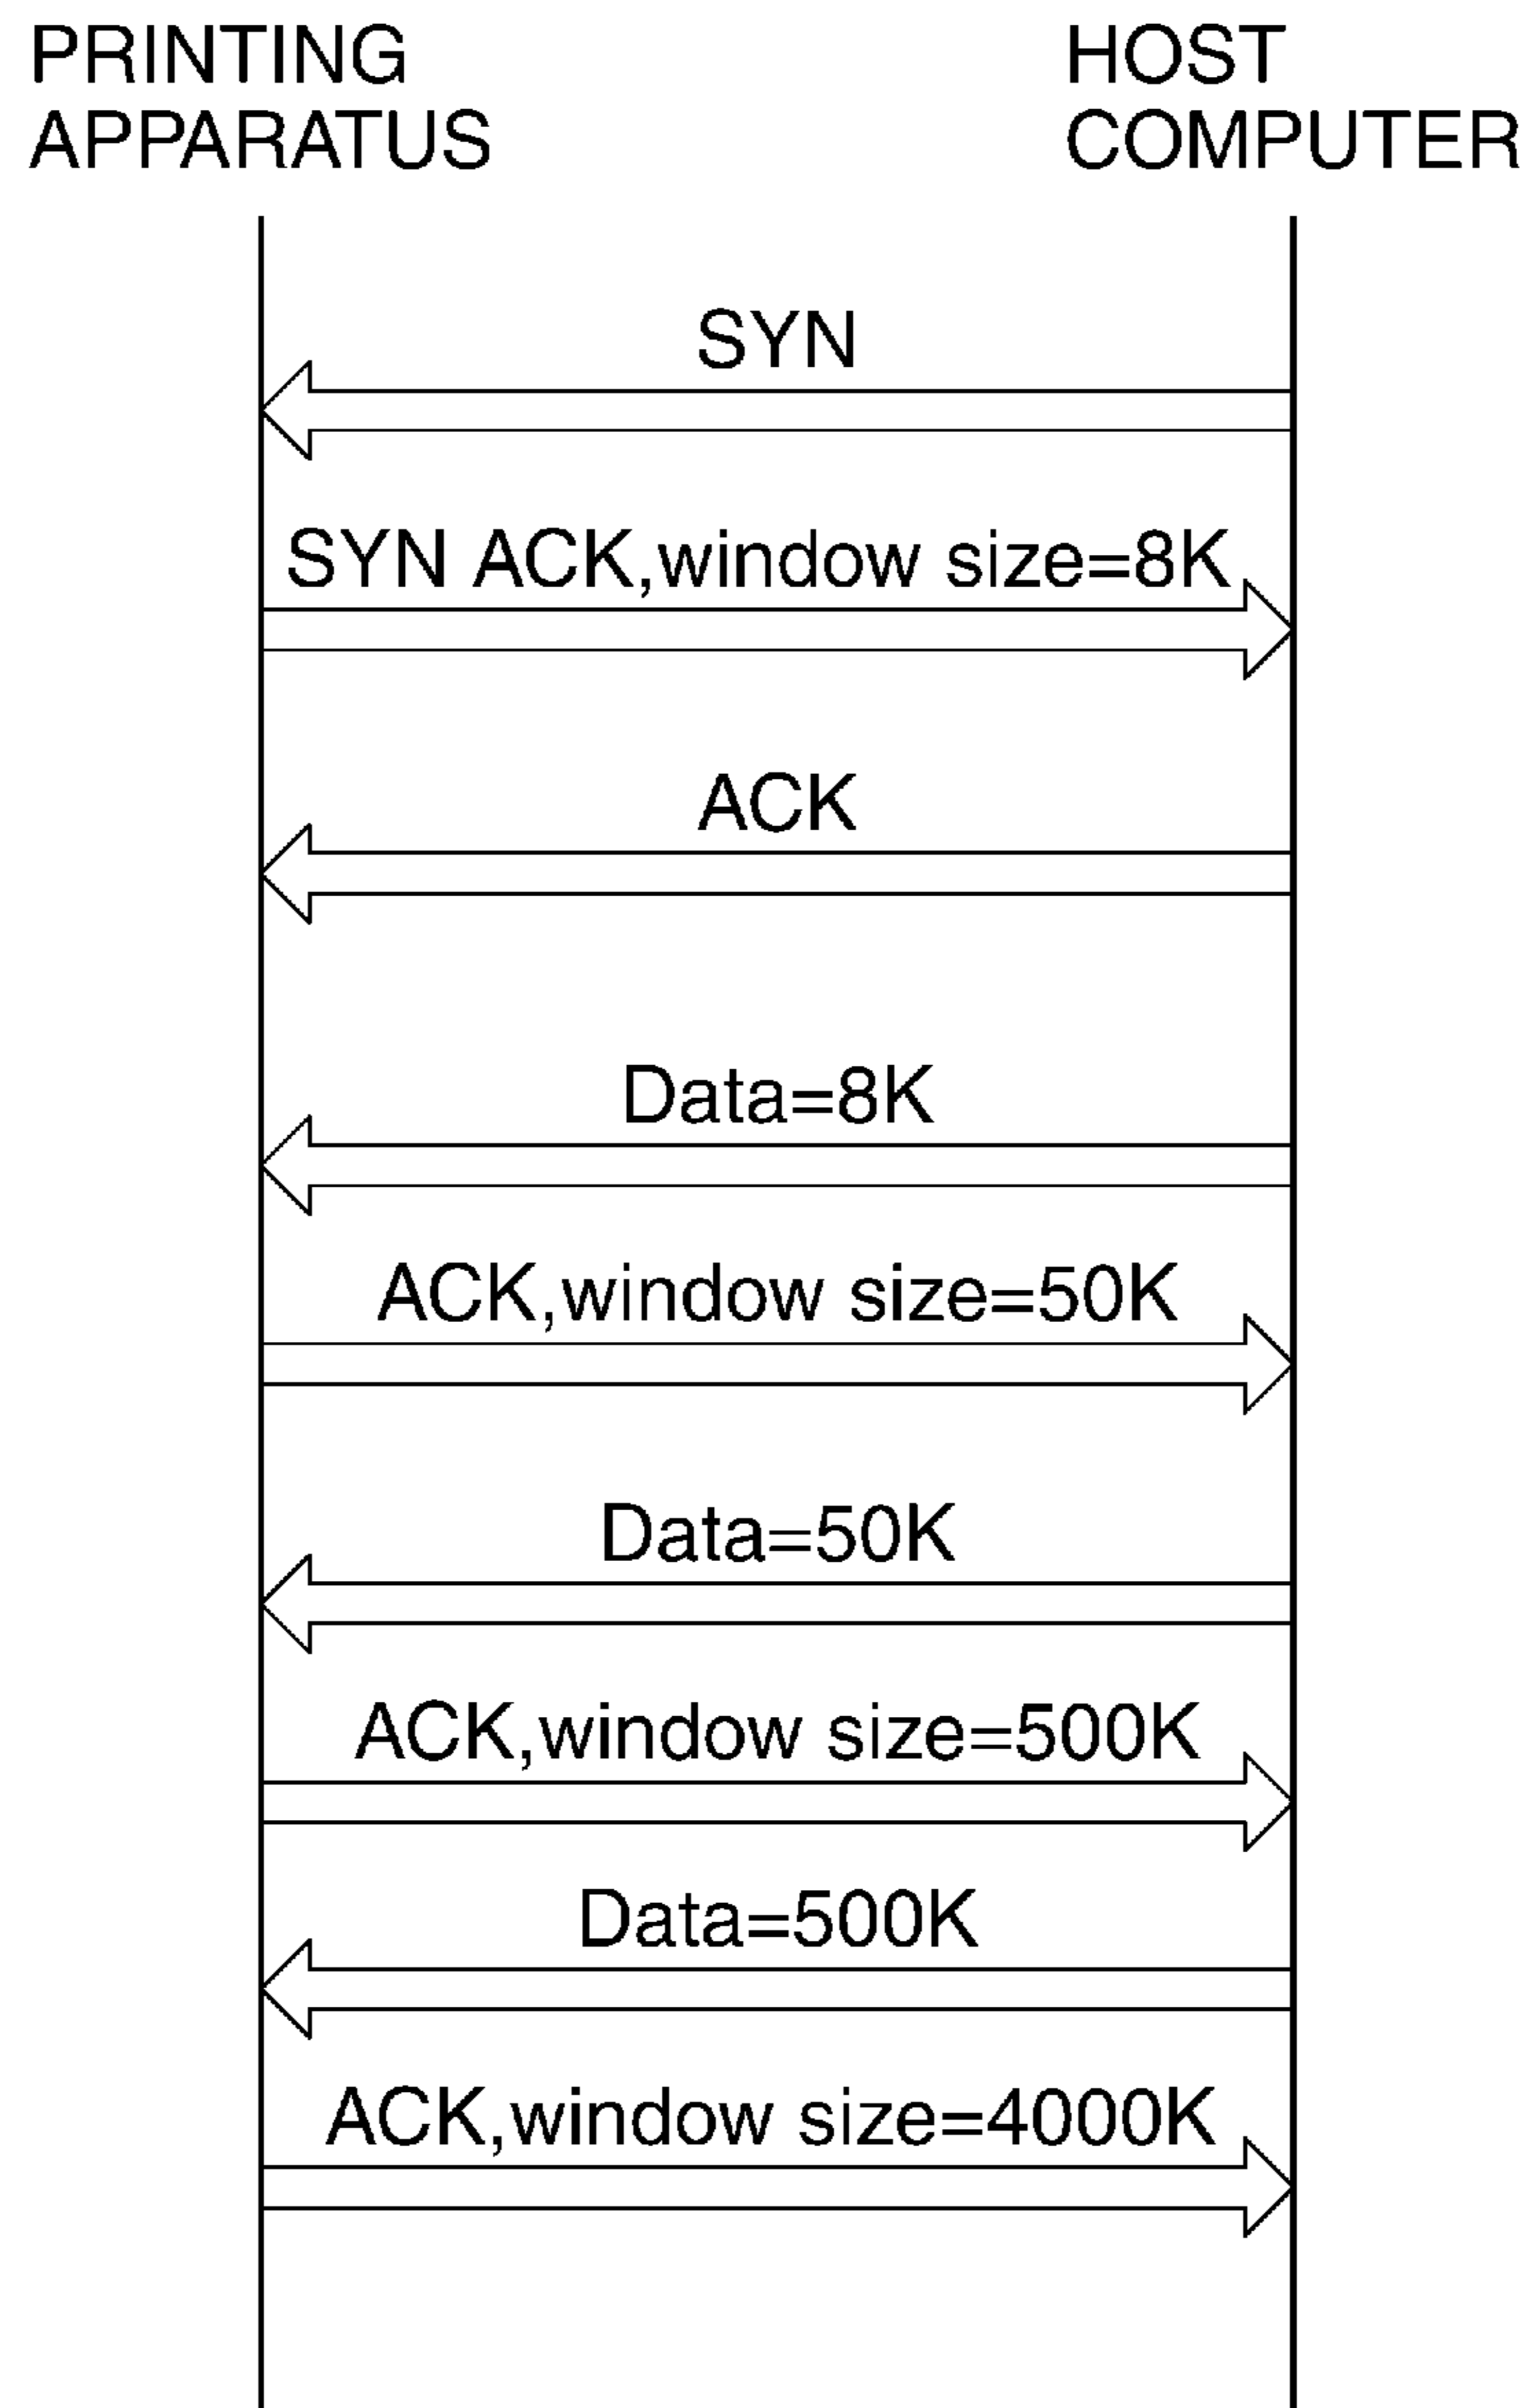 PRINTING
APPARATUS
HOST
COMPUTER
SYN
SYN ACK,window size=8K
ACK
Data=8K
ACK,window size=50K
Data=50K
ACK,window size=500K
Data=500K
ACK,window size=4000K